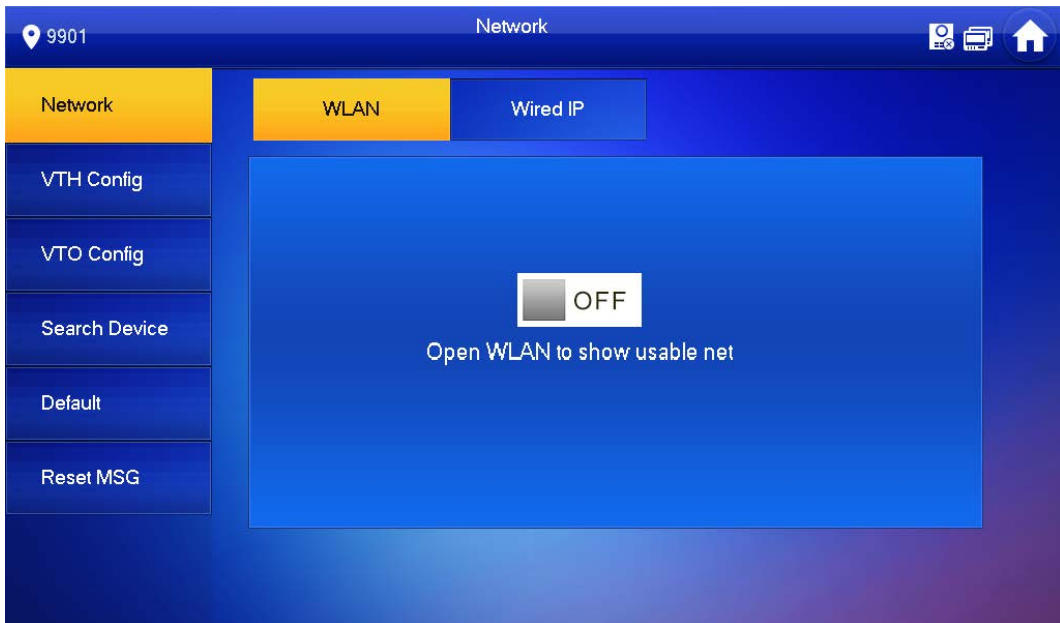 9901
Network
Network
WLAN
Wired IP
VTH Config
VTO Config
Search Device
Default
Reset MSG
OFF
Open WLAN to show usable net